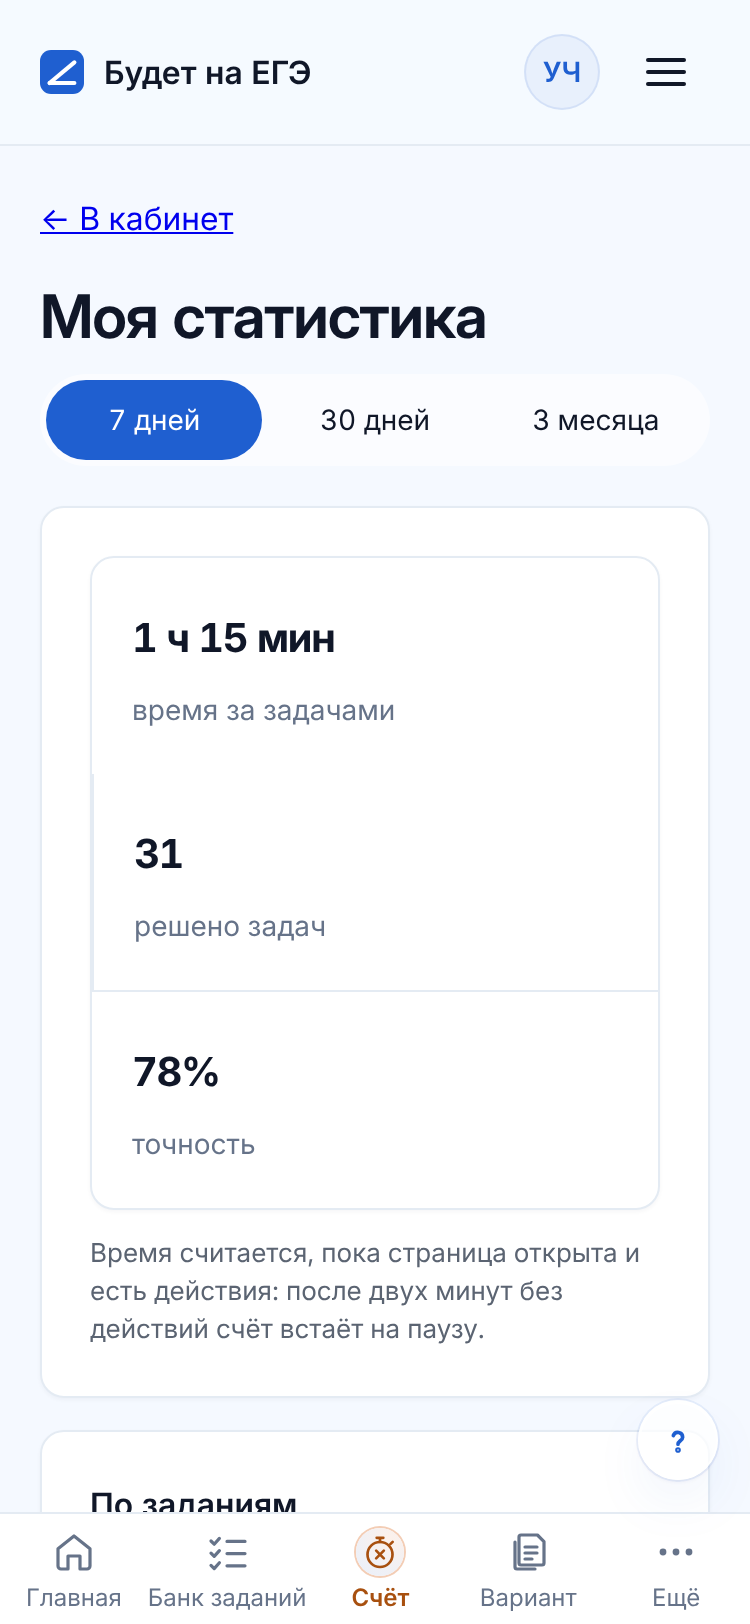 Будет на ЕГЭ
УЧ
← В кабинет
Моя статистика
7 дней
30 дней
3 месяца
1 ч 15 мин
время за задачами
31
решено задач
78%
точность
Время считается, пока страница открыта и
есть действия: после двух минут без
действий счёт встаёт на паузу.
?
По заданиям
Главная
Банк заданий
Счёт
Вариант
Ещё